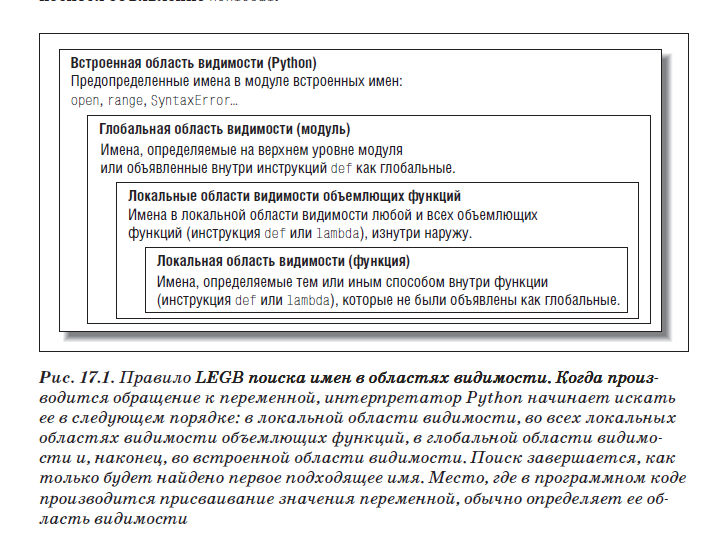 Встроенная область видимости (Python)
Предопределенные имена в модуле встроенных имен:
open, range, SyntaxError…
Глобальная область видимости (модуль)
Имена, определяемые на верхнем уровне модуля
или объявленные внутри инструкций def как глобальные.
Локальные области видимости объемлющих функций
Имена в локальной области видимости любой и всех объемлющих
функций (инструкция def или lambda), изнутри наружу.
Локальная область видимости (функция)
Имена, определяемые тем или иным способом внутри функции
(инструкция def или lambda), которые не были объявлены как глобальные.
Рис. 17.1. Правило LEGB поиска имен в областях видимости. Когда произ-
водится обращение к переменной, интерпретатор Python начинает искать
ее в следующем порядке: в локальной области видимости, во всех локальных
областях видимости объемлющих функций, в глобальной области видимо-
сти и, наконец, во встроенной области видимости. Поиск завершается, как
только будет найдено первое подходящее имя. Место, где в программном коде
производится присваивание значения переменной, обычно определяет ее об-
ласть видимости